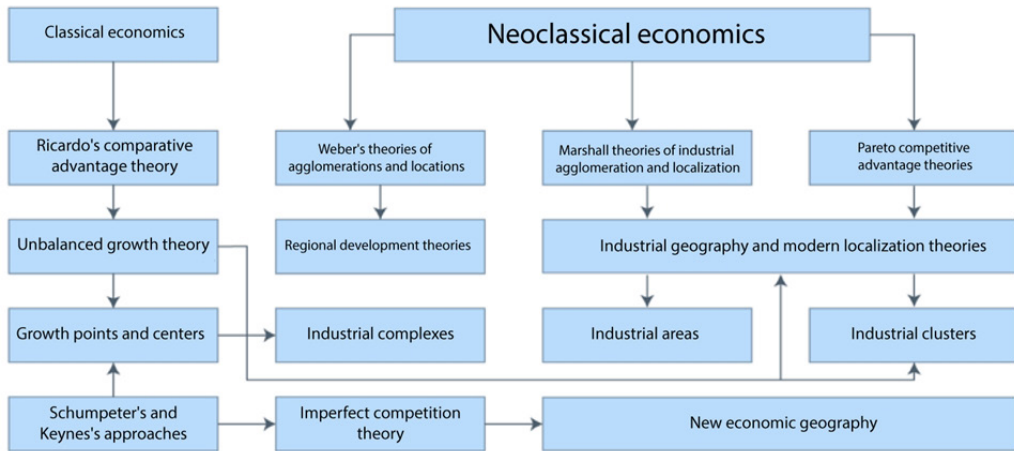 Classical economics
Neoclassical economics
Ricardo's comparative
advantage theory
Weber's theories of
agglomerations and locations
Marshall theories of industrial
agglomeration and localization
Pareto competitive
advantage theories
Unbalanced growth theory
Regional development theories
Industrial geography and modern localization theories
Growth points and centers
Industrial complexes
Industrial areas
Industrial clusters
Schumpeter's and
Keynes's approaches
Imperfect competition
theory
New economic geography